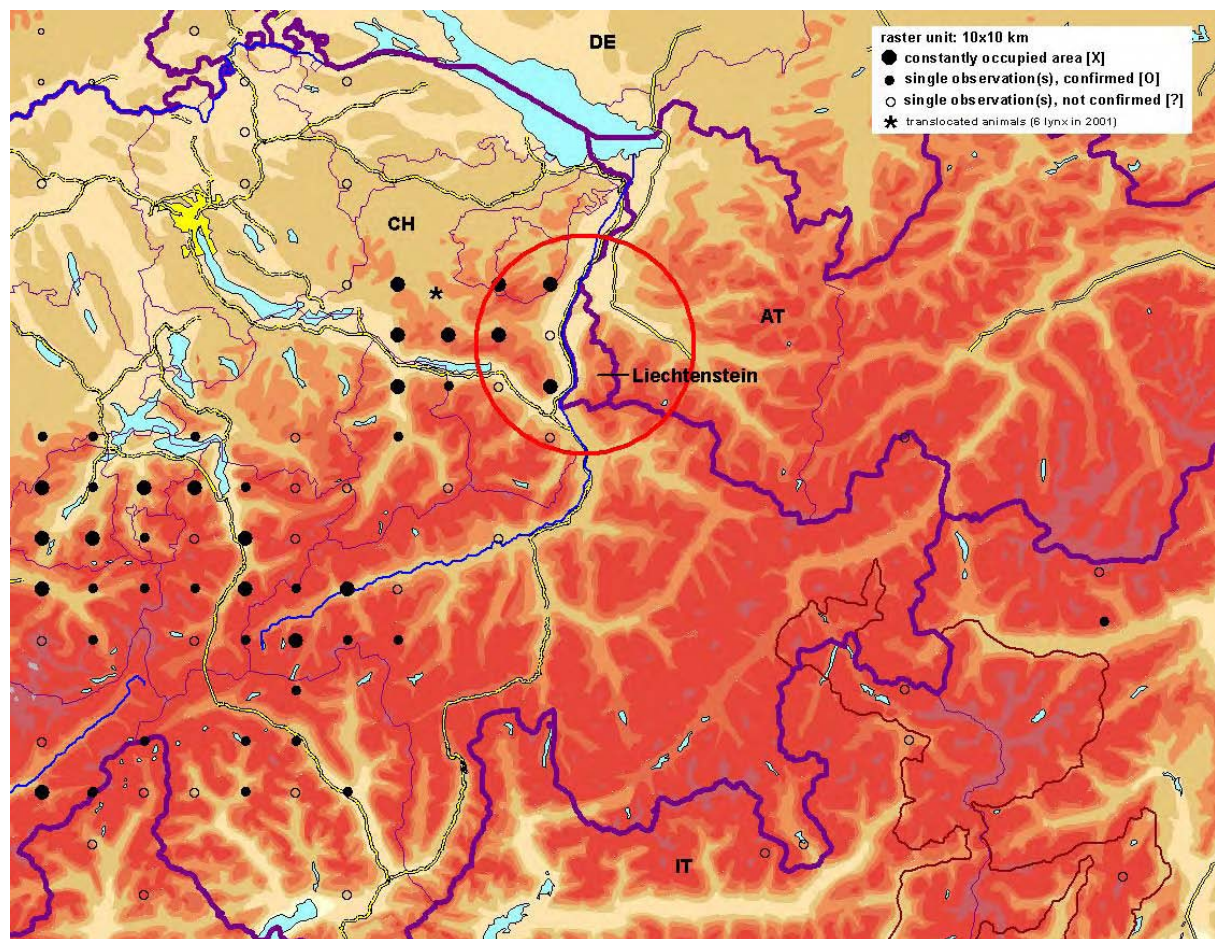 DE
raster unit: 10x10 km
constantly occupied area [X]
single observation(s), confirmed [O]
single observation(s), not confirmed [?]
translocated animals (6 lynx in 2001)
CH
AT
Liechtenstein
IT